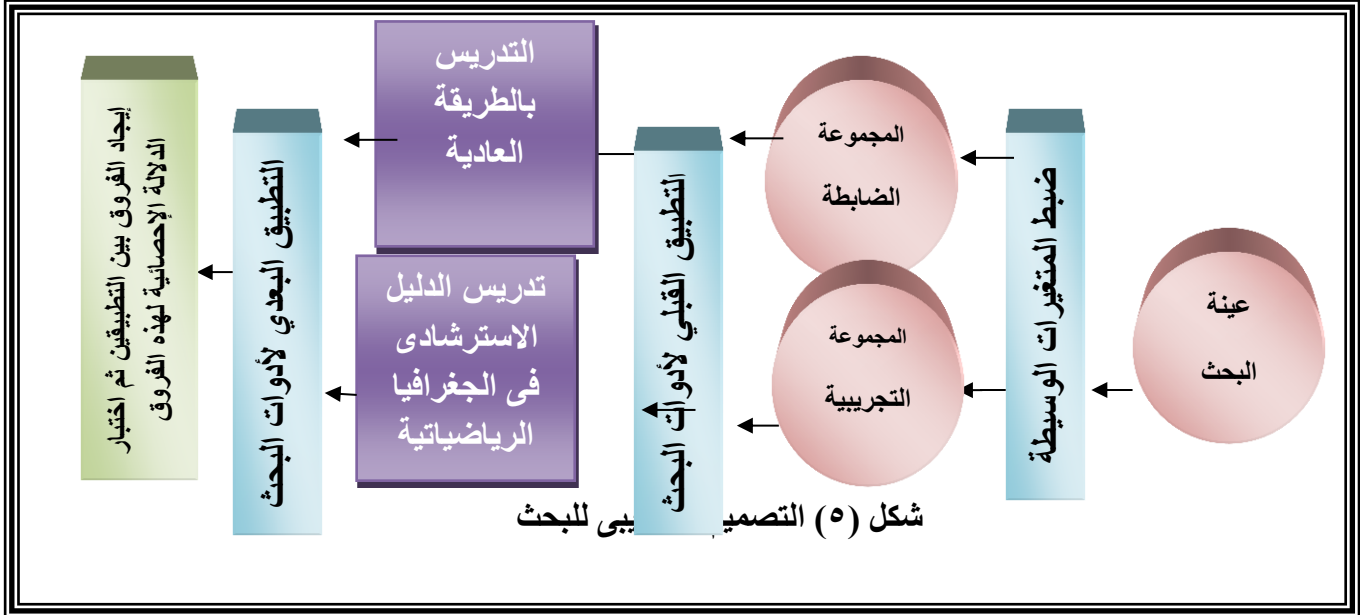 عينة
البحث
ضبط المتغيرات الوسيطة
المجموعة
الضابطة
المجموعة
التجريبية
التطبيق القبلي لأدوات البحث
التدريس
بالطريقة
العادية
تدريس الدليل
الاسترشادى
فى الجغرافيا
الرياضياتية
التطبيق البعدي لأدوات البحث
إيجاد الفروق بين التطبيقين ثم اختبار
الدلالة الإحصائية لهذه الفروق
شكل (٥) للبحث